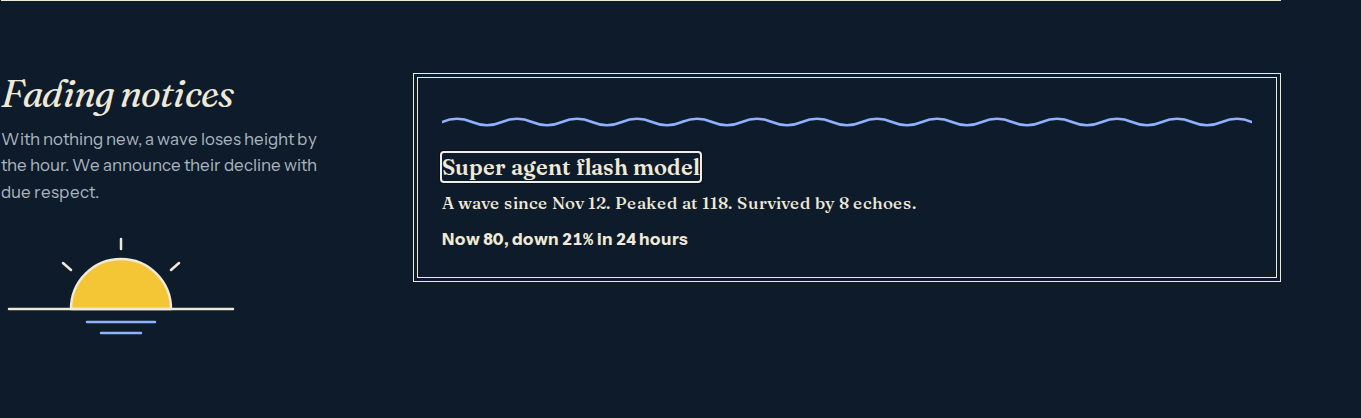 Fading notices
With nothing new, a wave loses height by
the hour. We announce their decline with
due respect.
Super agent flash model
A wave since Nov 12. Peaked at 118. Survived by 8 echoes.
Now 80, down 21% in 24 hours